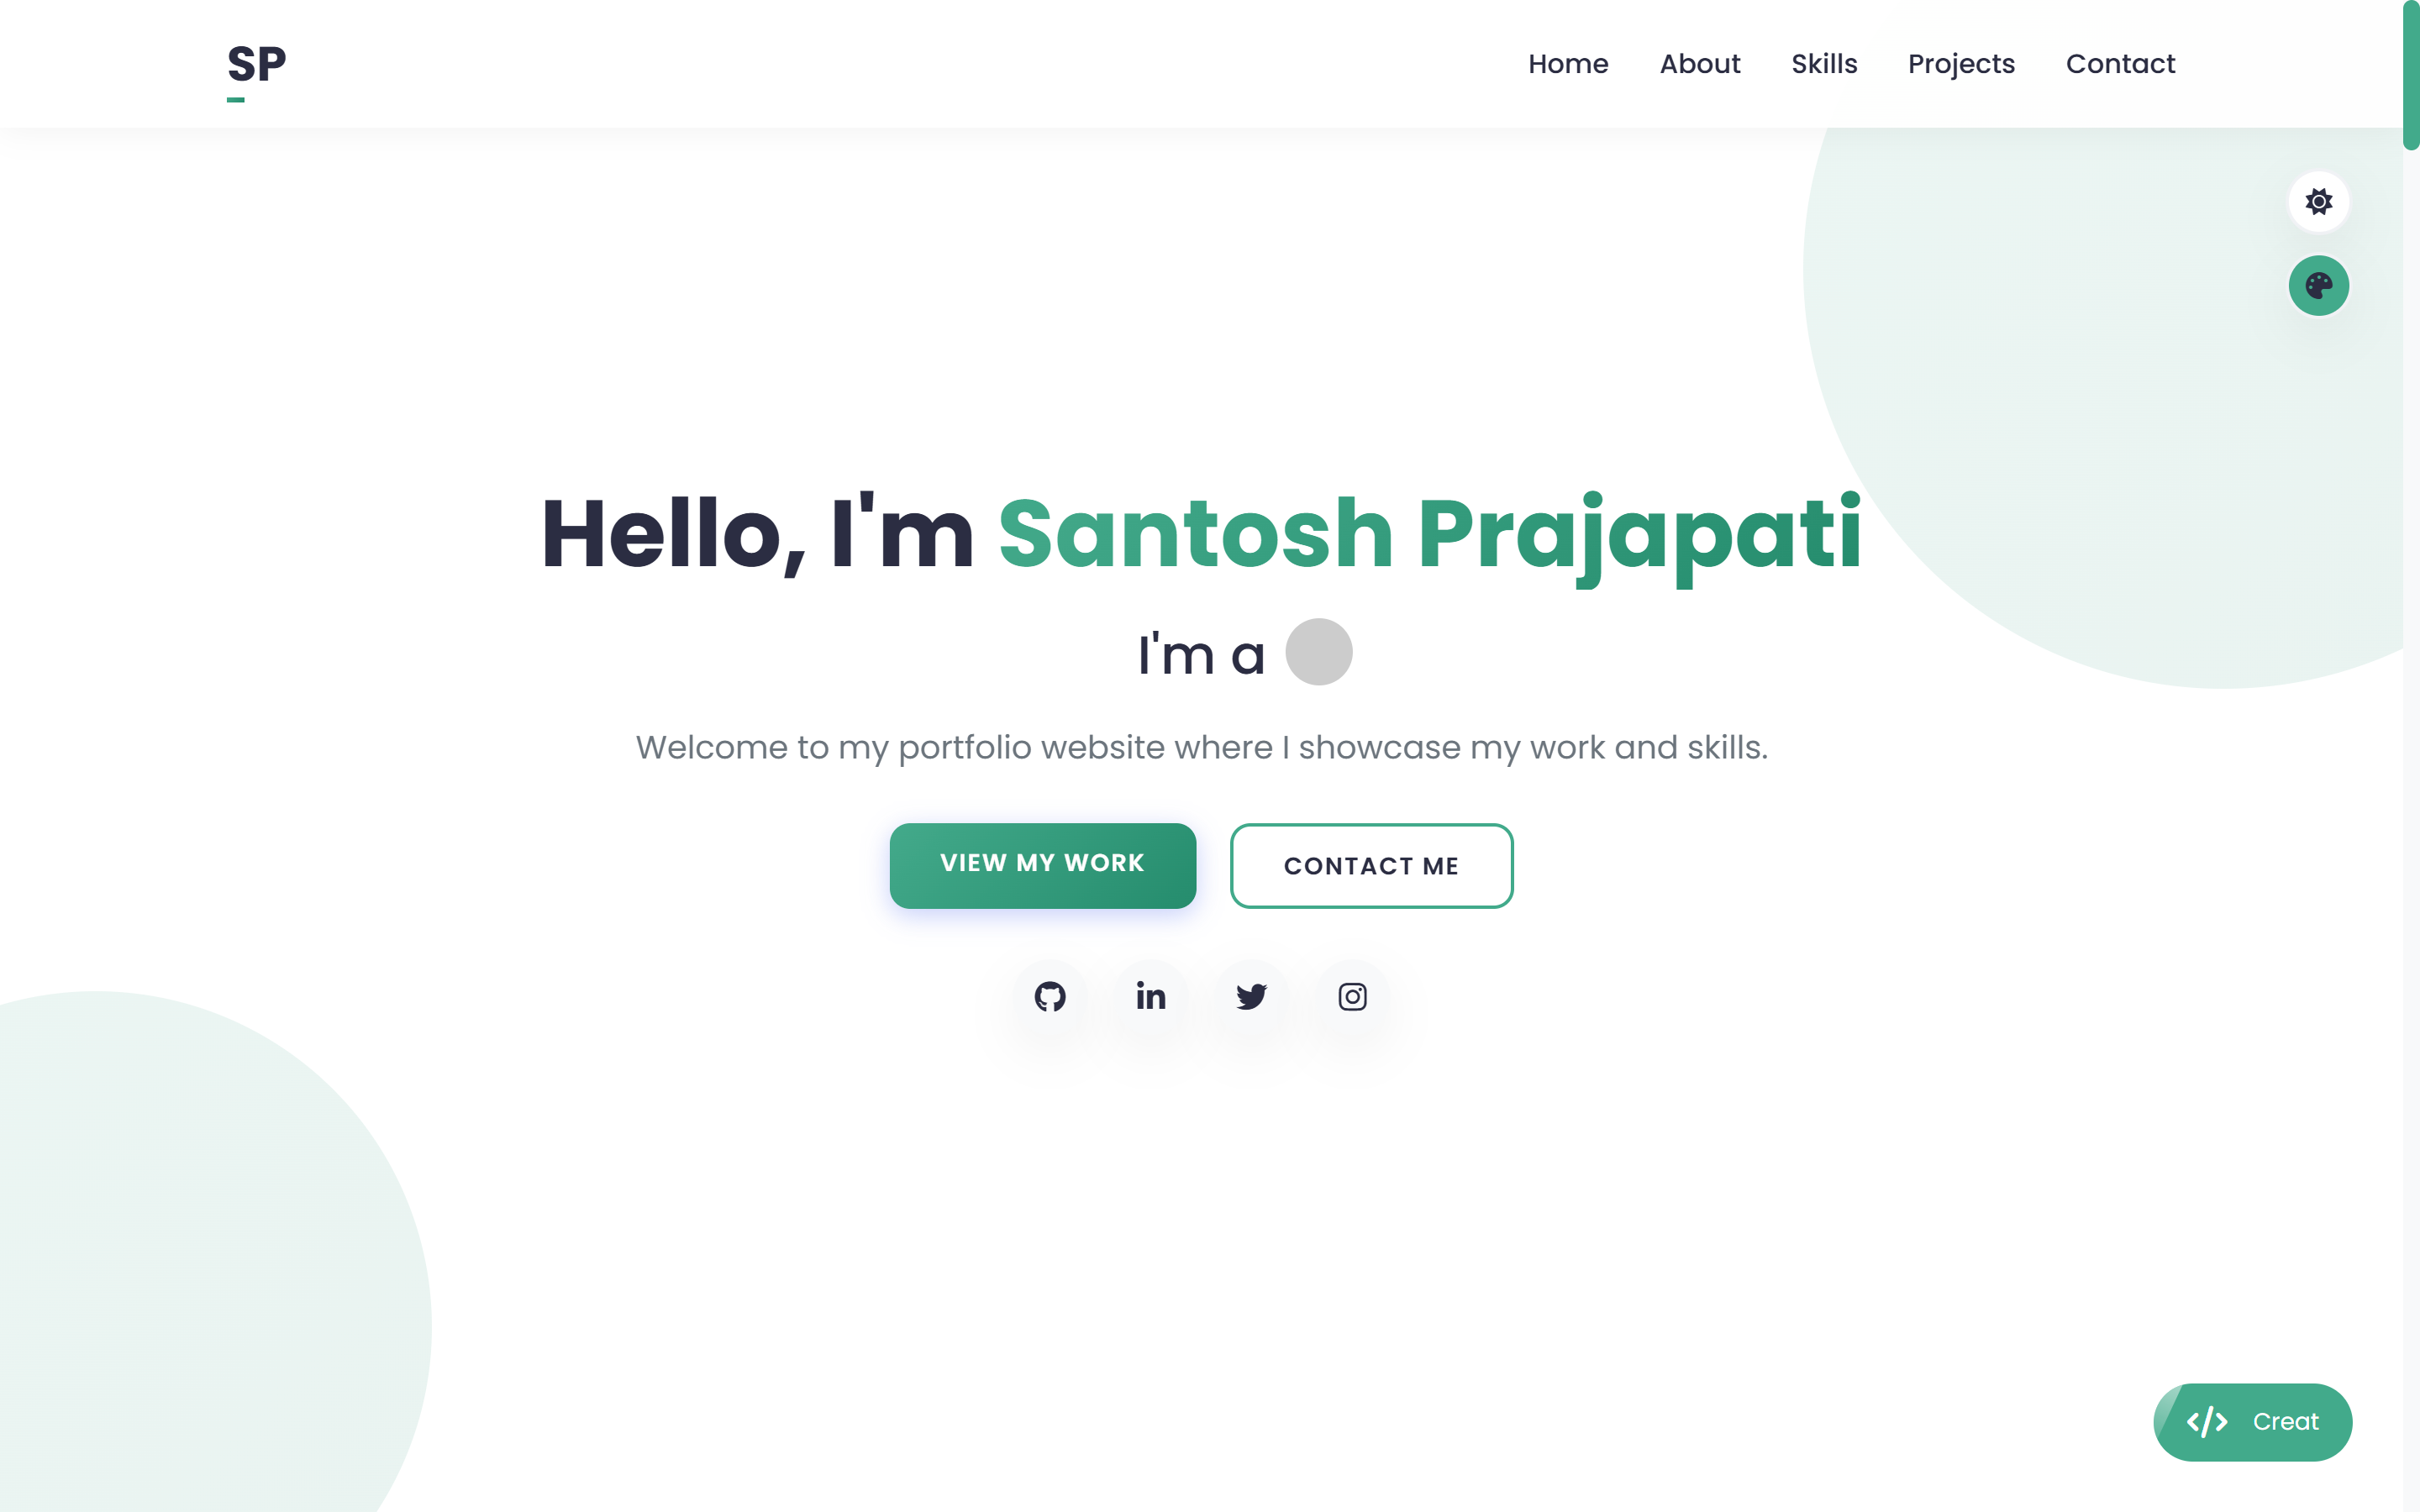 SP
Home About Skills Projects Contact
Hello, I'm Santosh Prajapati
I'm a
Welcome to my portfolio website where I showcase my work and skills.
VIEW MY WORK CONTACT ME
Creat